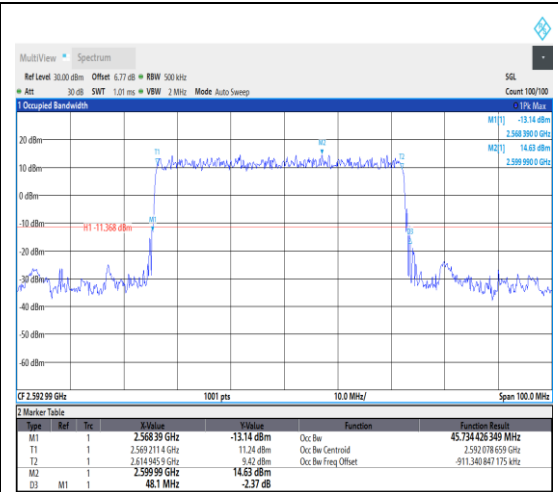 MultiView Spectrum
Ref Level 30.00 dBm Offset 6.77 dB RBW 500 kHz SGL
Att 30 dB SWT 1.01 ms VBW 2 MHz Mode Auto Sweep Count 100/100
1 Occupied Bandwidth 1Pk Max
M1[1] -13.14 dBm
2.568 390 0 GHz
M2[1] 14.63 dBm
2.599 990 0 GHz
20 dBm
T1
M2
T2
10 dBm
0 dBm
M1
-10 dBm
H1 -11.368 dBm
D3
-20 dBm
-30 dBm
-40 dBm
-50 dBm
-60 dBm
CF 2.592 99 GHz 1001 pts 10.0 MHz/ Span 100.0 MHz
2 Marker Table
Type Ref Trc X-Value Y-Value Function Function Result
M1 1 2.568 39 GHz -13.14 dBm Occ Bw 45.734 426 349 MHz
T1 1 2.569 211 4 GHz 11.24 dBm Occ Bw Centroid 2.592 078 659 GHz
T2 1 2.614 945 9 GHz 9.42 dBm Occ Bw Freq Offset -911.340 847 175 kHz
M2 1 2.599 99 GHz 14.63 dBm
D3 M1 1 48.1 MHz -2.37 dB